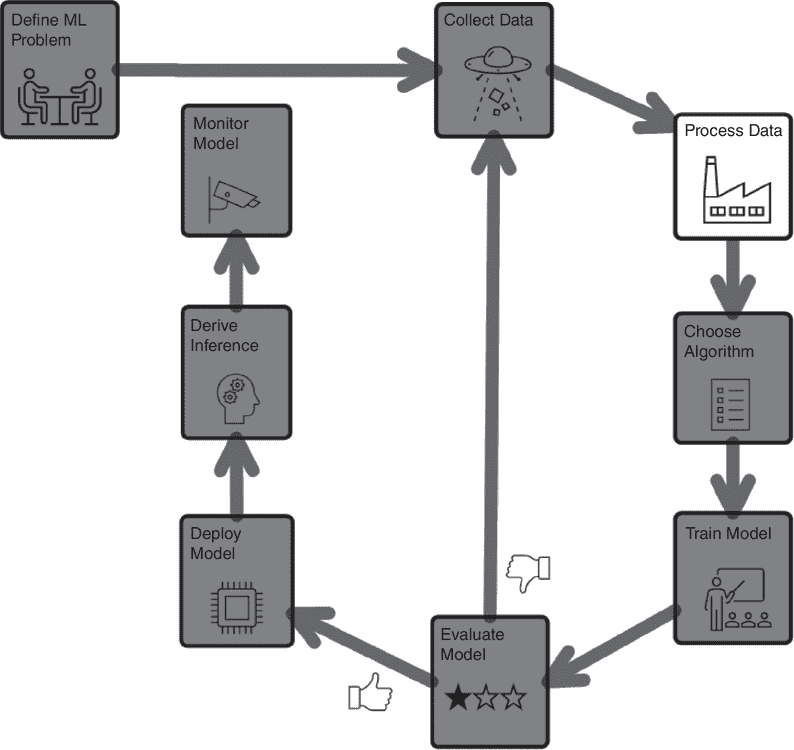 Define ML
Problem
Collect Data
Process Data
Monitor
Model
Choose
Algorithm
Derive
Inference
Train Model
Deploy
Model
Evaluate
Model